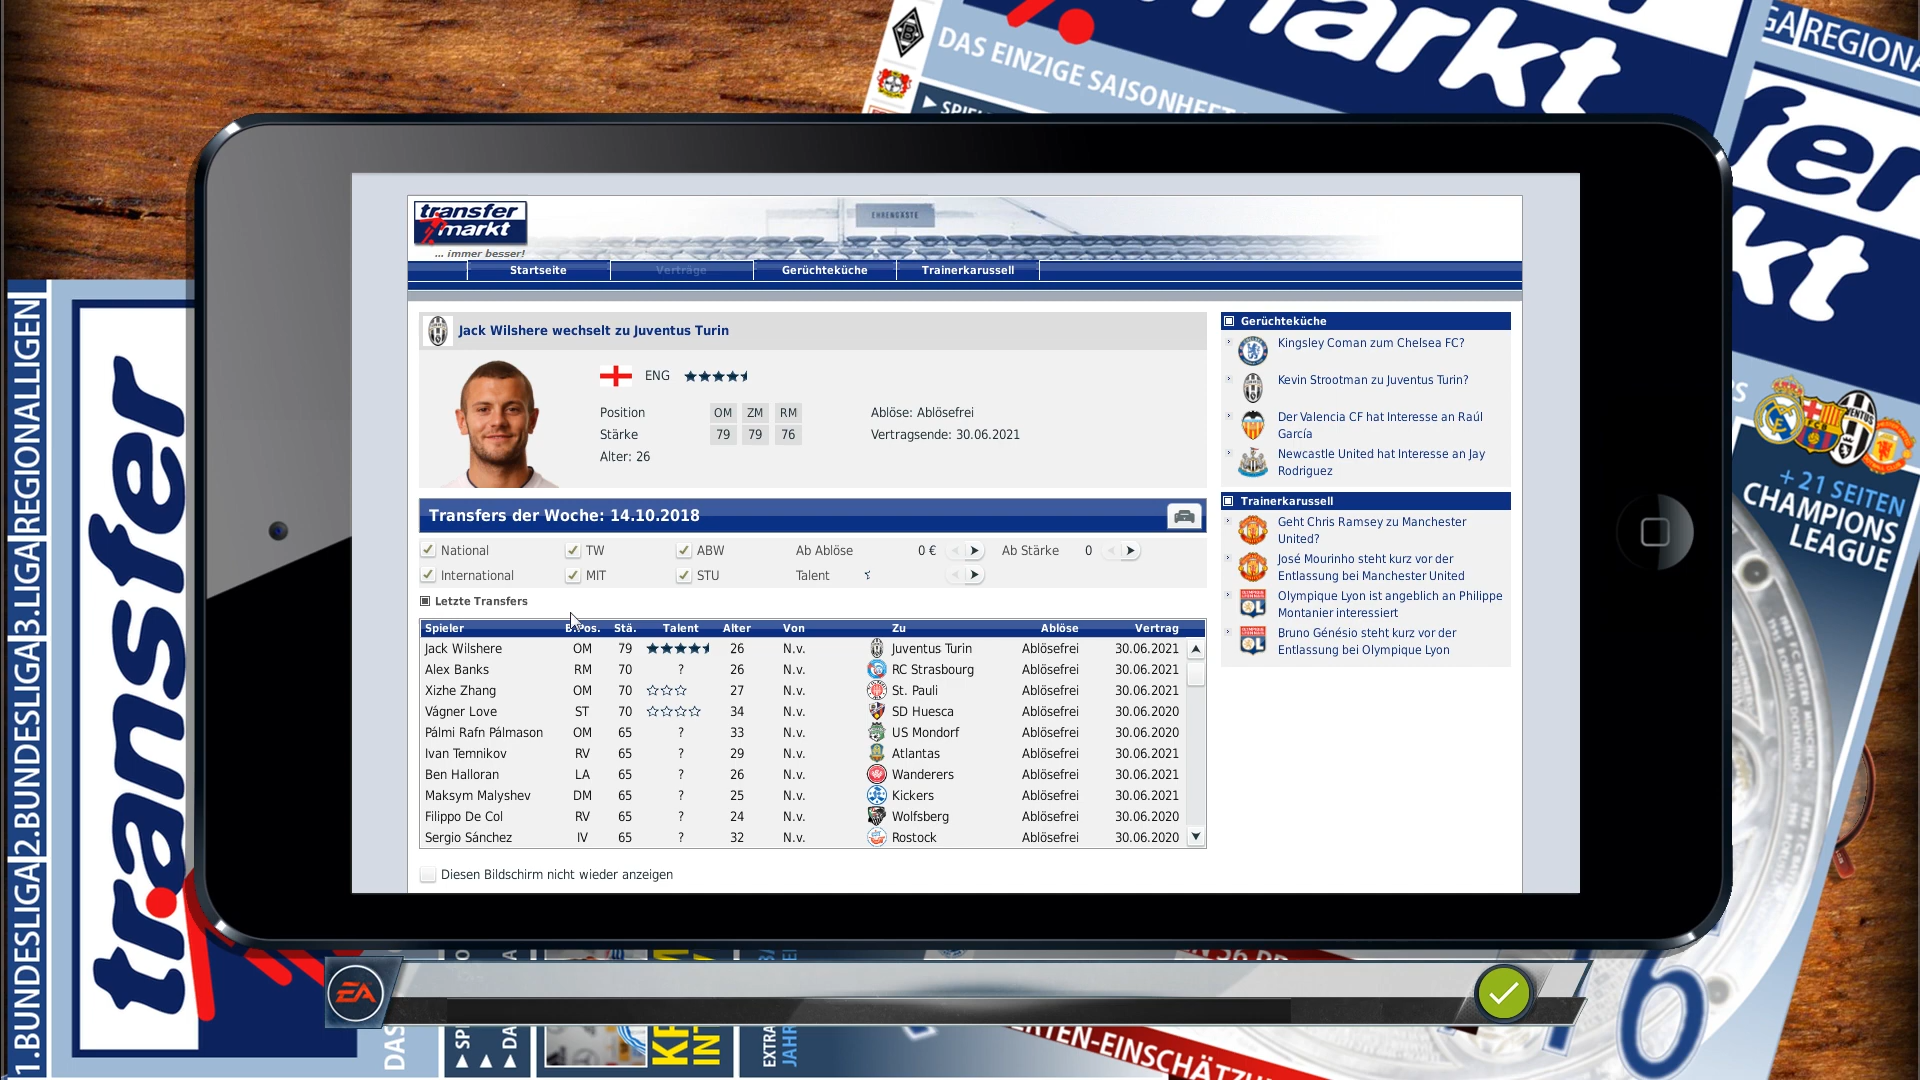 markt
DAS EINZIGE SAISONHEFT
GA|REGIONA
transfer
markt
... immer besser!
EHRENGÄSTE
Startseite
Verträge
Gerüchteküche
Trainerkarussell
Jack Wilshere wechselt zu Juventus Turin
ENG
Position OM ZM RM
Stärke 79 79 76
Alter: 26
Ablöse: Ablösefrei
Vertragsende: 30.06.2021
Transfers der Woche: 14.10.2018
National TW ABW Ab Ablöse 0 € Ab Stärke 0
International MIT STU Talent
Letzte Transfers
Spieler Pos. Stä. Talent Alter Von Zu Ablöse Vertrag
Jack Wilshere OM 79 26 N.v. Juventus Turin Ablösefrei 30.06.2021
Alex Banks RM 70 ? 26 N.v. RC Strasbourg Ablösefrei 30.06.2021
Xizhe Zhang OM 70 27 N.v. St. Pauli Ablösefrei 30.06.2021
Vágner Love ST 70 34 N.v. SD Huesca Ablösefrei 30.06.2020
Pálmi Rafn Pálmason OM 65 ? 33 N.v. US Mondorf Ablösefrei 30.06.2020
Ivan Temnikov RV 65 ? 29 N.v. Atlantas Ablösefrei 30.06.2021
Ben Halloran LA 65 ? 26 N.v. Wanderers Ablösefrei 30.06.2021
Maksym Malyshev DM 65 ? 25 N.v. Kickers Ablösefrei 30.06.2021
Filippo De Col RV 65 ? 24 N.v. Wolfsberg Ablösefrei 30.06.2020
Sergio Sánchez IV 65 ? 32 N.v. Rostock Ablösefrei 30.06.2020
Diesen Bildschirm nicht wieder anzeigen
Gerüchteküche
Kingsley Coman zum Chelsea FC?
Kevin Strootman zu Juventus Turin?
Der Valencia CF hat Interesse an Raúl
García
Newcastle United hat Interesse an Jay
Rodriguez
Trainerkarussell
Geht Chris Ramsey zu Manchester
United?
José Mourinho steht kurz vor der
Entlassung bei Manchester United
Olympique Lyon ist angeblich an Philippe
Montanier interessiert
Bruno Génésio steht kurz vor der
Entlassung bei Olympique Lyon
1.BUNDESLIGA|2.BUNDESLIGA|3.LIGA|REGIONALLIGEN
transfer
+ 21 SEITEN
CHAMPIONS
LEAGUE
EA
DAS
SPI
DA
EXTRA
JAHR
RTEN-EINSCHÄTZU